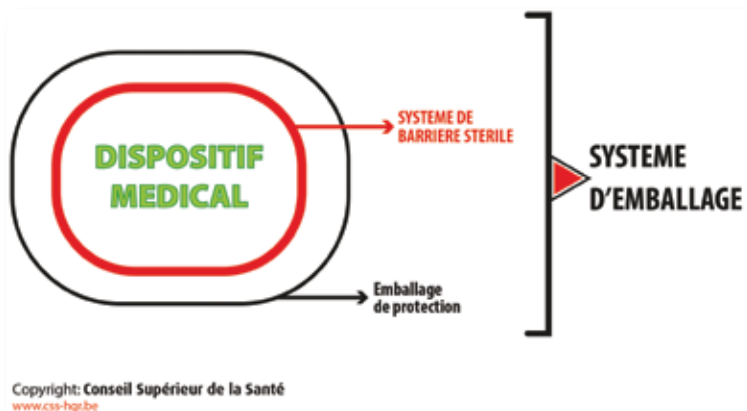 DISPOSITIF
MEDICAL
SYSTEME DE
BARRIERE STERILE
Emballage
de protection
SYSTEME
D'EMBALLAGE
Copyright: Conseil Supérieur de la Santé
www.css-hgr.be